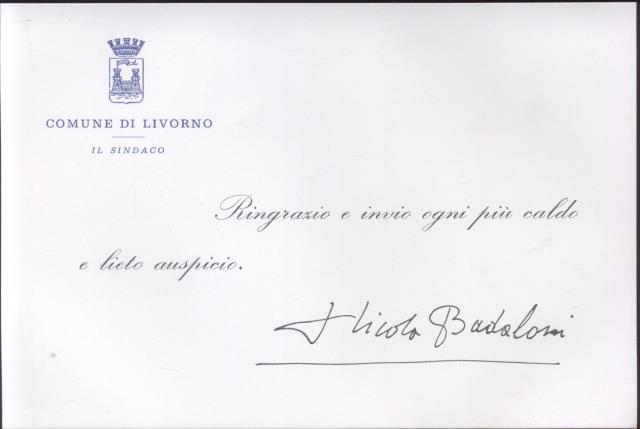 COMUNE DI LIVORNO
IL SINDACO
Ringrazio e invio ogni più caldo
e lieto auspicio.
Nicola Badaloni